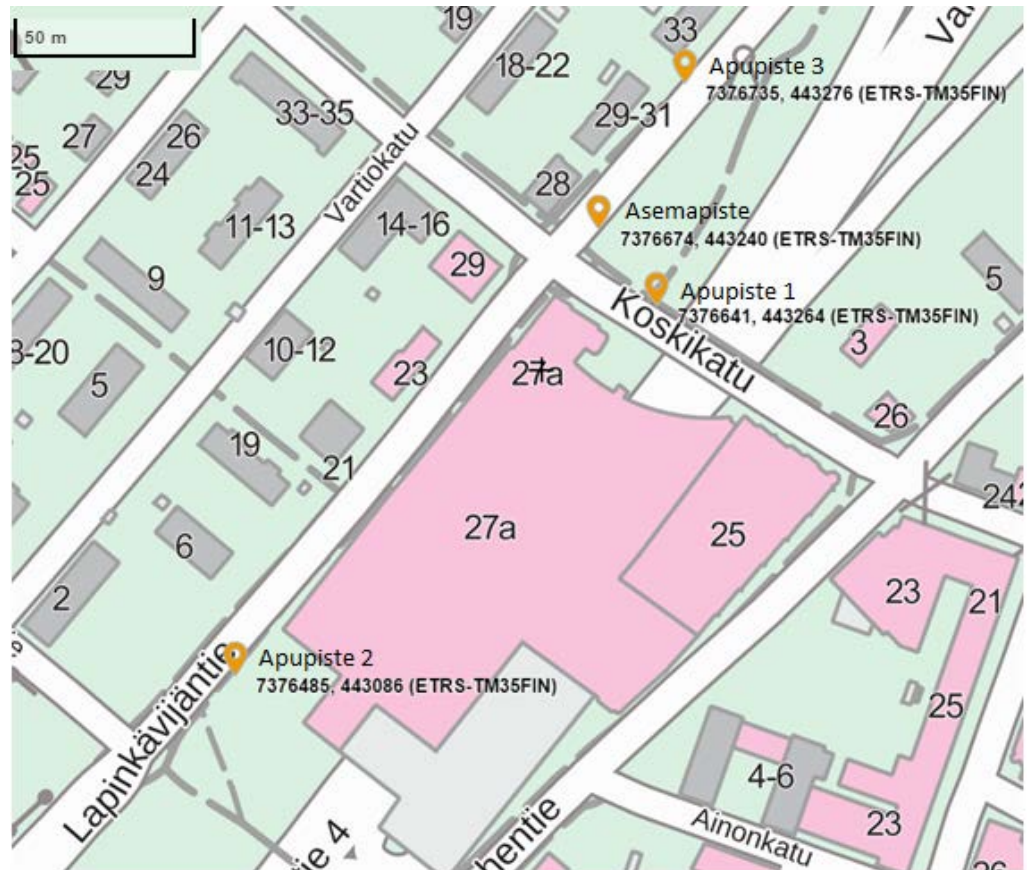 50 m
19
33
Apupiste 3
7376735, 443276 (ETRS-TM35FIN)
18-22
29
33-35
29-31
27
26
24
25
25
Vartiokatu
28
Asemapiste
7376674, 443240 (ETRS-TM35FIN)
11-13
14-16
29
9
5
Apupiste 1
7376641, 443264 (ETRS-TM35FIN)
Koskikatu
3
10-12
23
27a
5
26
19
21
27a
25
24
6
2
23
21
Apupiste 2
7376485, 443086 (ETRS-TM35FIN)
Lapinkävijäntie
25
4-6
23
Ainonkatu